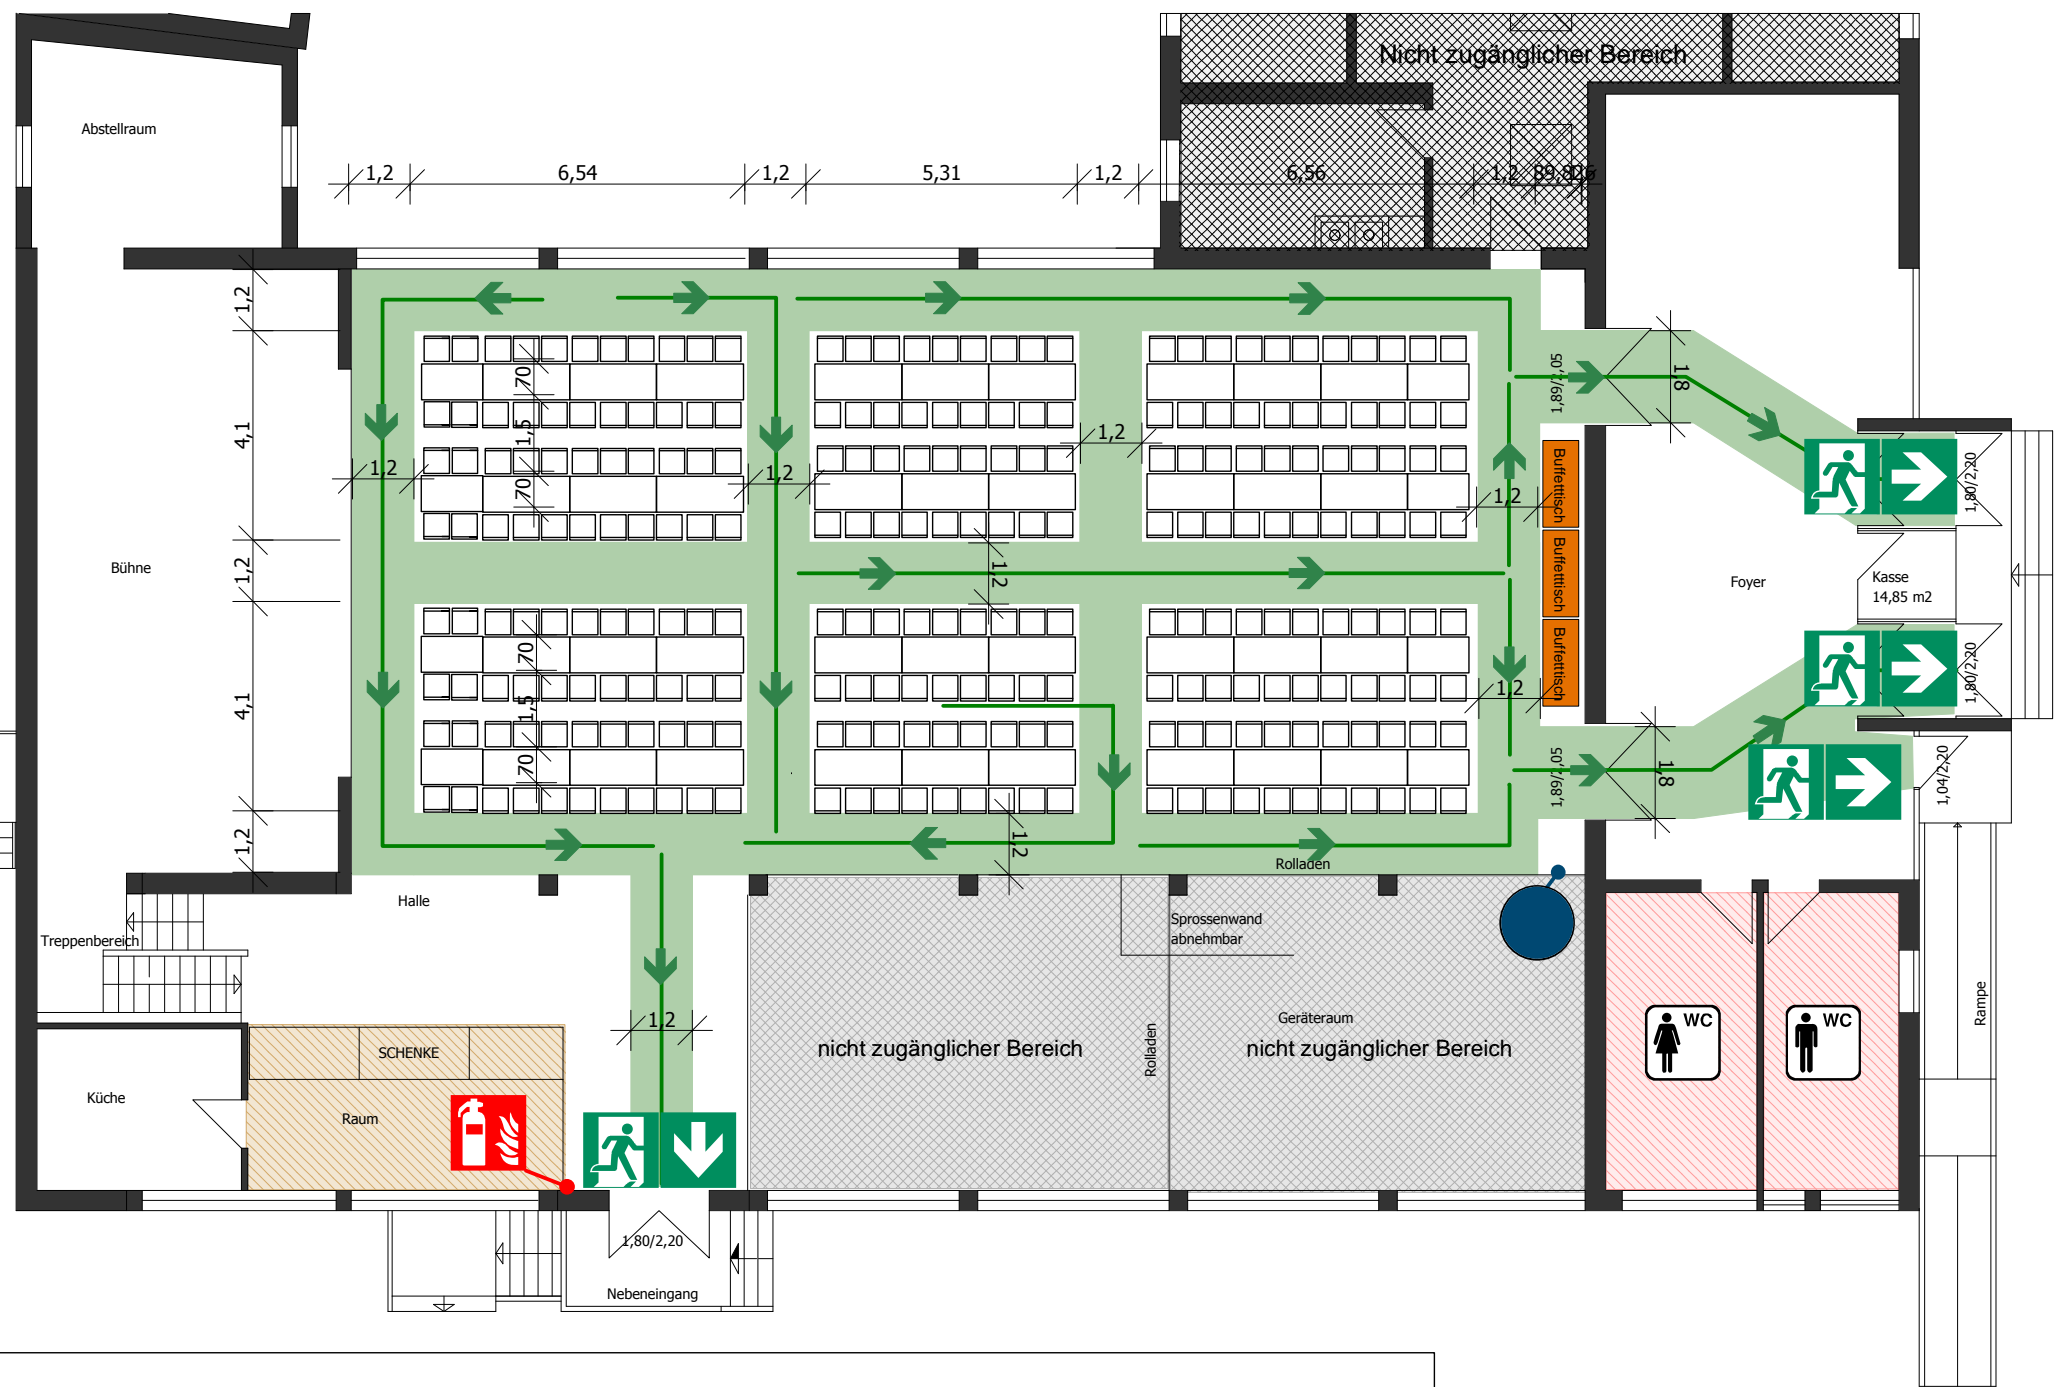 Nicht zugänglicher Bereich
Abstellraum
1,2
6,54
1,2
5,31
1,2
6,56
1,2
1,2
70
1,5
70
4,1
1,2
1,2
1,2
1,2
1,8
1,89/2,05
Buffetttisch
Buffetttisch
Buffetttisch
1,80/2,20
Bühne
1,2
1,2
Foyer
Kasse
14,85 m2
70
1,5
70
4,1
1,2
1,80/2,20
1,89/2,05
1,8
1,04/2,20
1,2
1,2
Rolladen
Halle
Sprossenwand
abnehmbar
Treppenbereich
1,2
Geräteraum
nicht zugänglicher Bereich
nicht zugänglicher Bereich
Rolladen
Rampe
WC
WC
SCHENKE
Küche
Raum
1,80/2,20
Nebeneingang